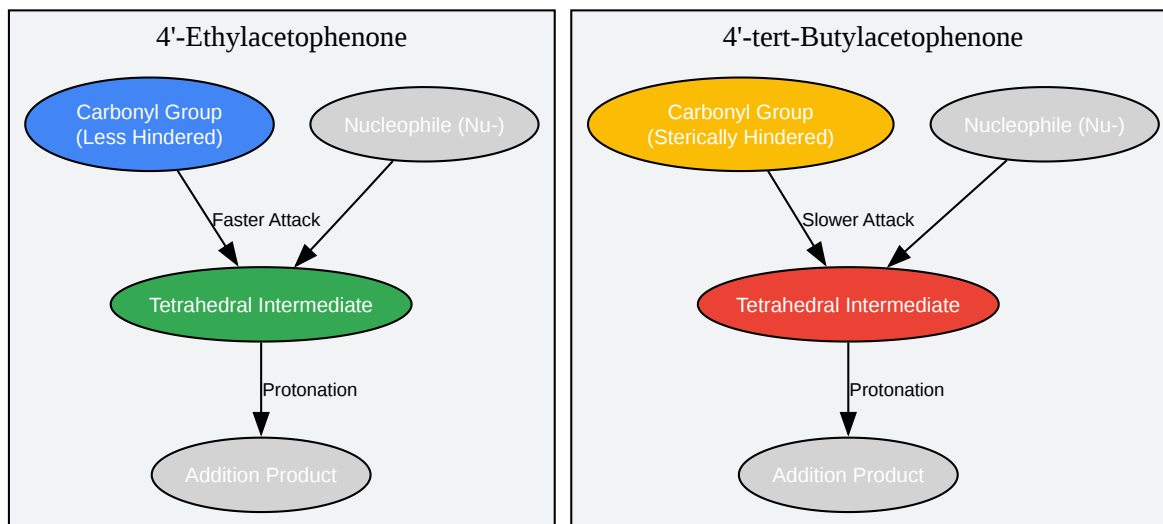 4'-Ethylacetophenone
Carbonyl Group
(Less Hindered)
Nucleophile (Nu-)
Faster Attack
Tetrahedral Intermediate
Protonation
Addition Product
4'-tert-Butylacetophenone
Carbonyl Group
(Sterically Hindered)
Nucleophile (Nu-)
Slower Attack
Tetrahedral Intermediate
Protonation
Addition Product